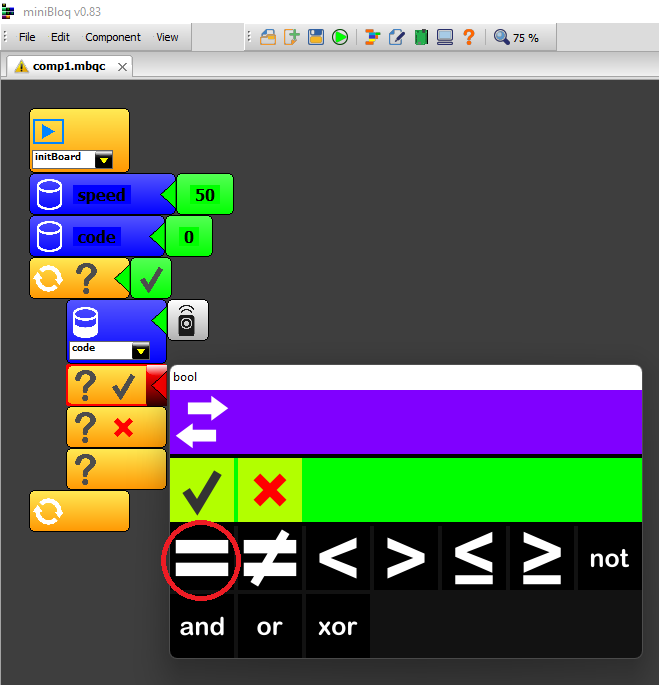 miniBloq v0.83
File Edit Component View 75 %
comp1.mbqc
initBoard
speed 50
code 0
code
bool
not
and or xor